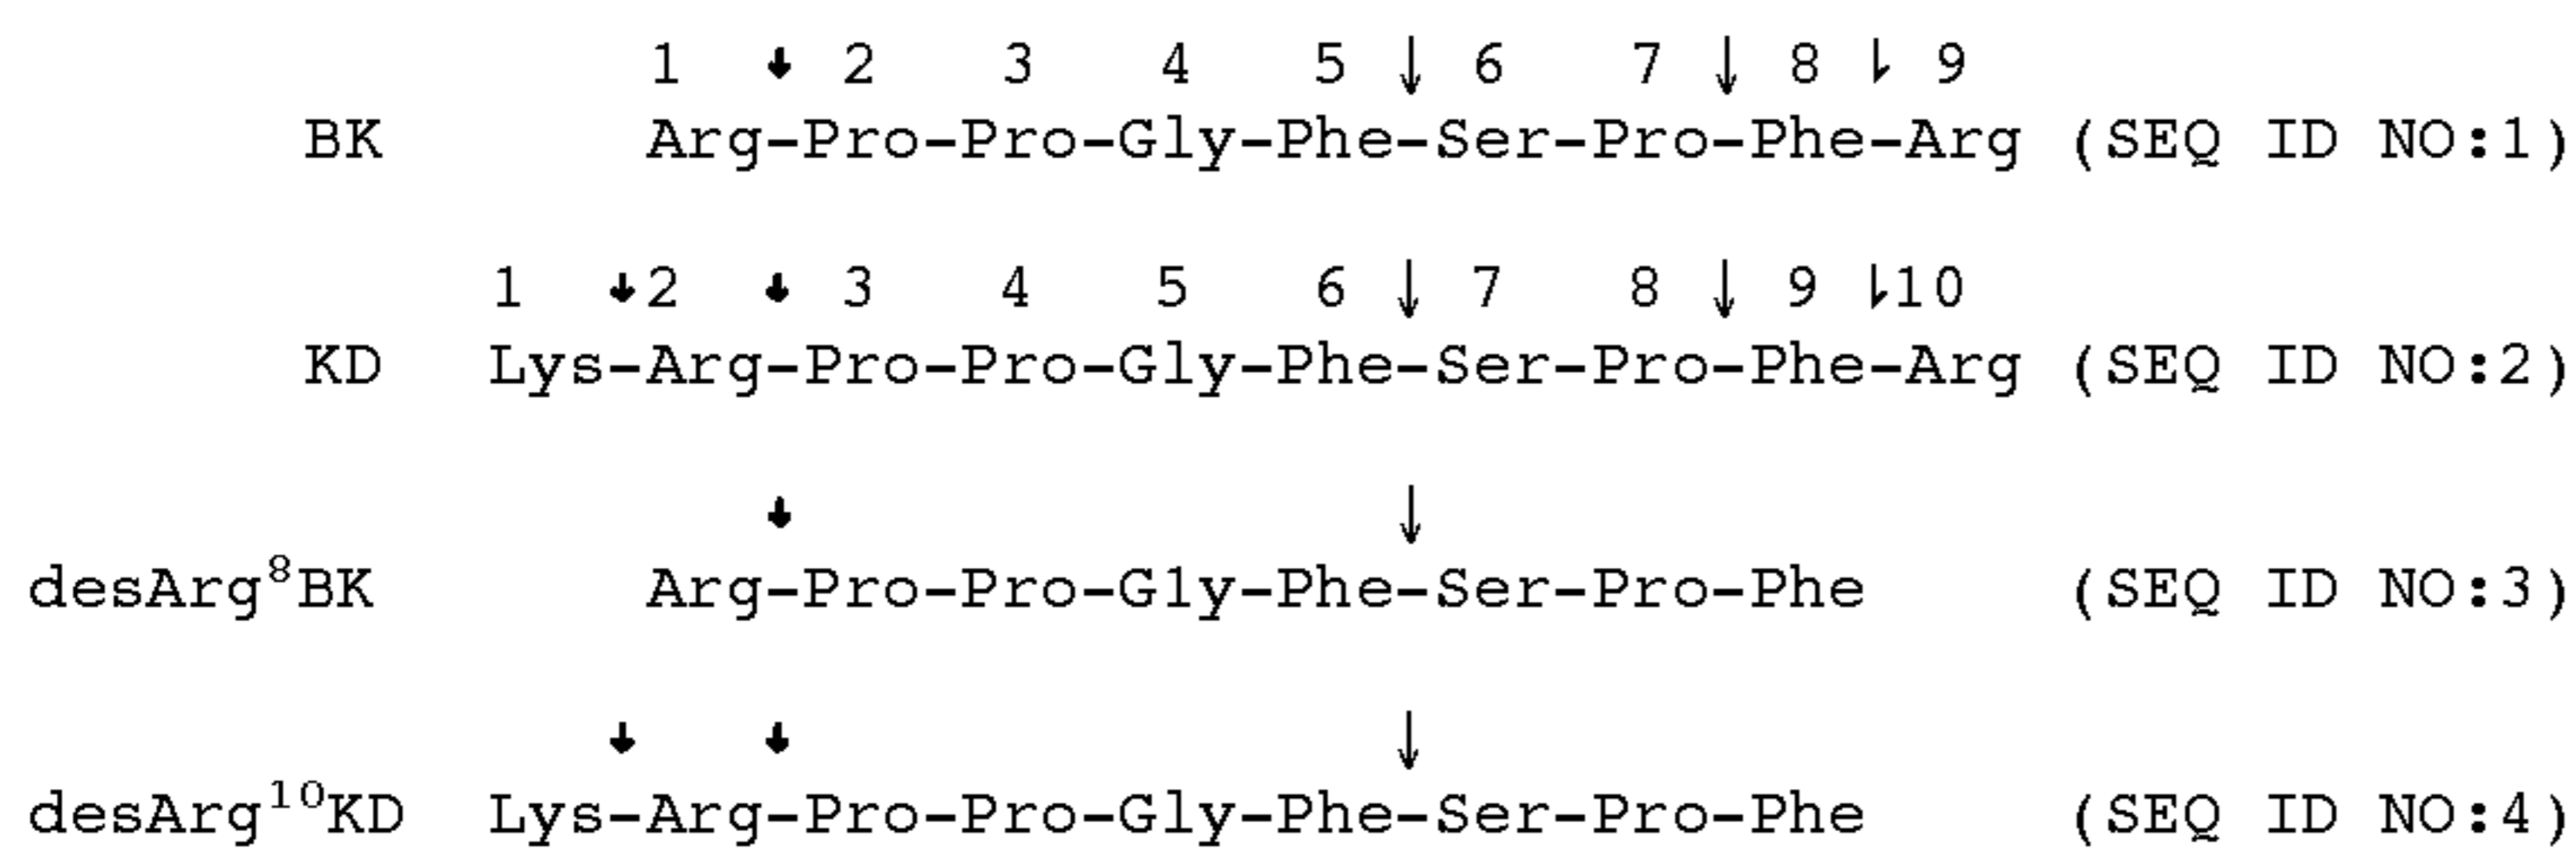 1 ↓ 2 3 4 5 ↓ 6 7 ↓ 8 ⇂ 9
BK Arg-Pro-Pro-Gly-Phe-Ser-Pro-Phe-Arg (SEQ ID NO:1)
1 ↓2 ↓ 3 4 5 6 ↓ 7 8 ↓ 9 ⇂10
KD Lys-Arg-Pro-Pro-Gly-Phe-Ser-Pro-Phe-Arg (SEQ ID NO:2)
↓ ↓
desArg⁸BK Arg-Pro-Pro-G1y-Phe-Ser-Pro-Phe (SEQ ID NO:3)
↓ ↓ ↓
desArg¹⁰KD Lys-Arg-Pro-Pro-Gly-Phe-Ser-Pro-Phe (SEQ ID NO:4)